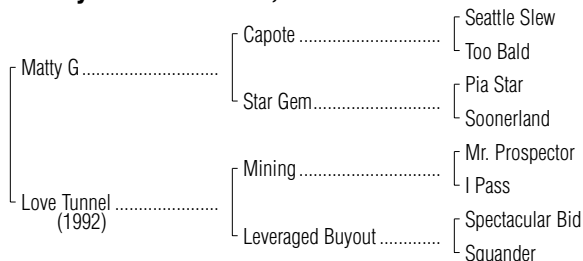 Seattle Slew
Capote ........................................
Too Bald
Matty G .............................
Pia Star
Star Gem.....................................
Soonerland
Mr. Prospector
Mining ........................................
I Pass
Love Tunnel ......................
(1992)
Spectacular Bid
Leveraged Buyout .................
Squander